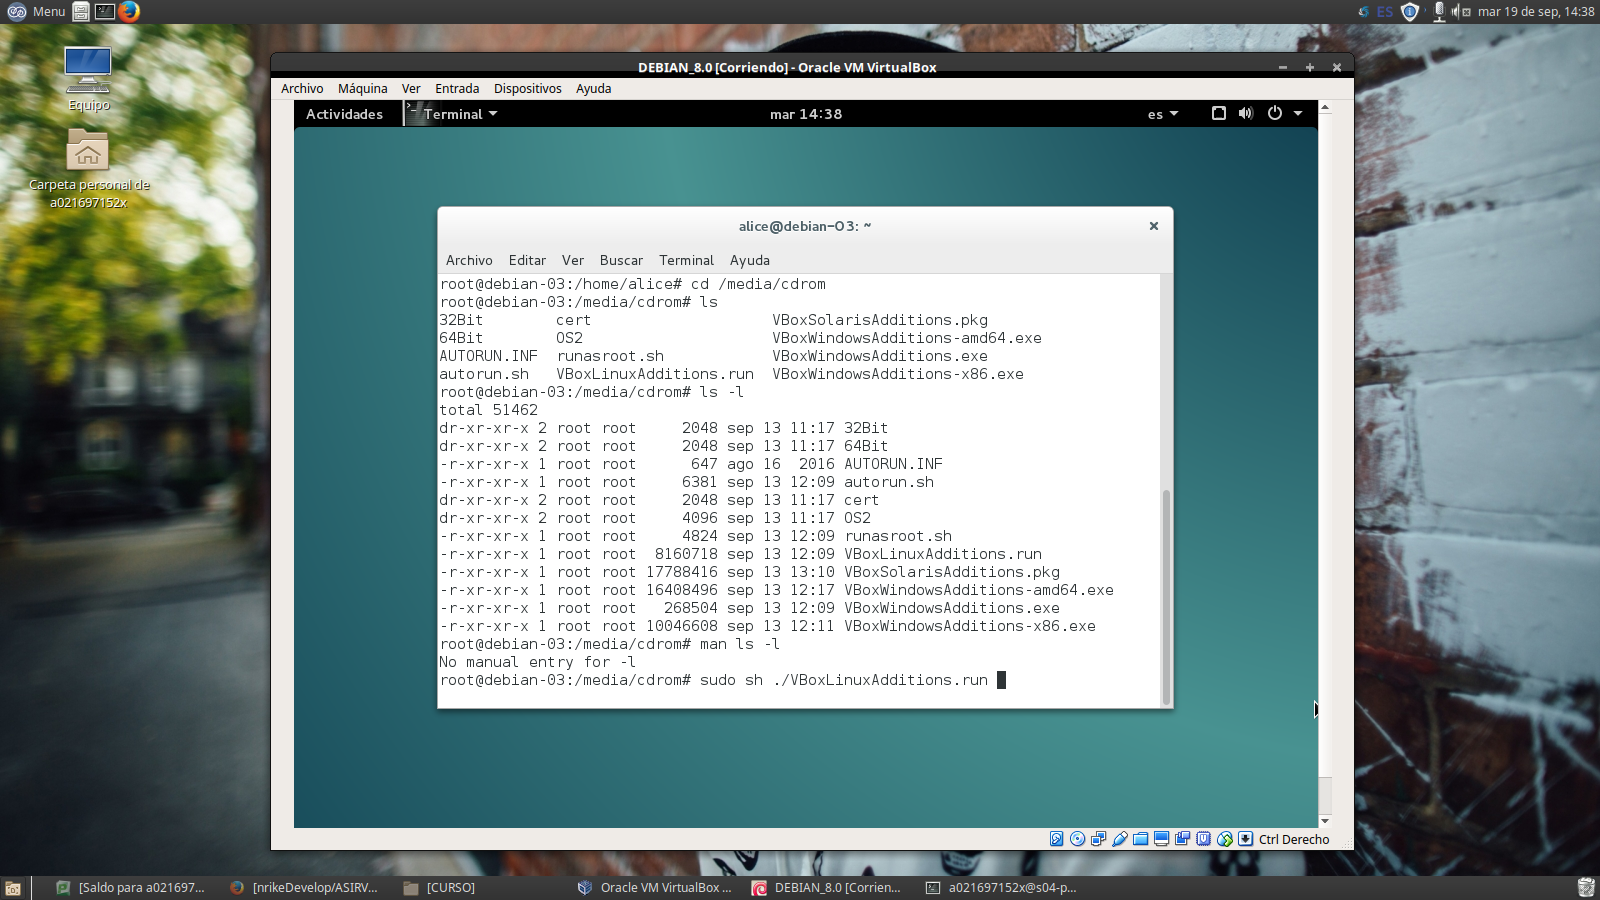 Menu
ES
mar 19 de sep, 14:38
Equipo
Carpeta personal de
a021697152x
DEBIAN_8.0 [Corriendo] - Oracle VM VirtualBox
Archivo Máquina Ver Entrada Dispositivos Ayuda
Actividades Terminal mar 14:38 es
alice@debian-03: ~
Archivo Editar Ver Buscar Terminal Ayuda
root@debian-03:/home/alice# cd /media/cdrom
root@debian-03:/media/cdrom# ls
32Bit cert VBoxSolarisAdditions.pkg
64Bit OS2 VBoxWindowsAdditions-amd64.exe
AUTORUN.INF runasroot.sh VBoxWindowsAdditions.exe
autorun.sh VBoxLinuxAdditions.run VBoxWindowsAdditions-x86.exe
root@debian-03:/media/cdrom# ls -l
total 51462
dr-xr-xr-x 2 root root 2048 sep 13 11:17 32Bit
dr-xr-xr-x 2 root root 2048 sep 13 11:17 64Bit
-r-xr-xr-x 1 root root 647 ago 16 2016 AUTORUN.INF
-r-xr-xr-x 1 root root 6381 sep 13 12:09 autorun.sh
dr-xr-xr-x 2 root root 2048 sep 13 11:17 cert
dr-xr-xr-x 2 root root 4096 sep 13 11:17 OS2
-r-xr-xr-x 1 root root 4824 sep 13 12:09 runasroot.sh
-r-xr-xr-x 1 root root 8160718 sep 13 12:09 VBoxLinuxAdditions.run
-r-xr-xr-x 1 root root 17788416 sep 13 13:10 VBoxSolarisAdditions.pkg
-r-xr-xr-x 1 root root 16408496 sep 13 12:17 VBoxWindowsAdditions-amd64.exe
-r-xr-xr-x 1 root root 268504 sep 13 12:09 VBoxWindowsAdditions.exe
-r-xr-xr-x 1 root root 10046608 sep 13 12:11 VBoxWindowsAdditions-x86.exe
root@debian-03:/media/cdrom# man ls -l
No manual entry for -l
root@debian-03:/media/cdrom# sudo sh ./VBoxLinuxAdditions.run
Ctrl Derecho
[Saldo para a021697... [nrikeDevelop/ASIRV... [CURSO] Oracle VM VirtualBox ... DEBIAN_8.0 [Corrien... a021697152x@s04-p...